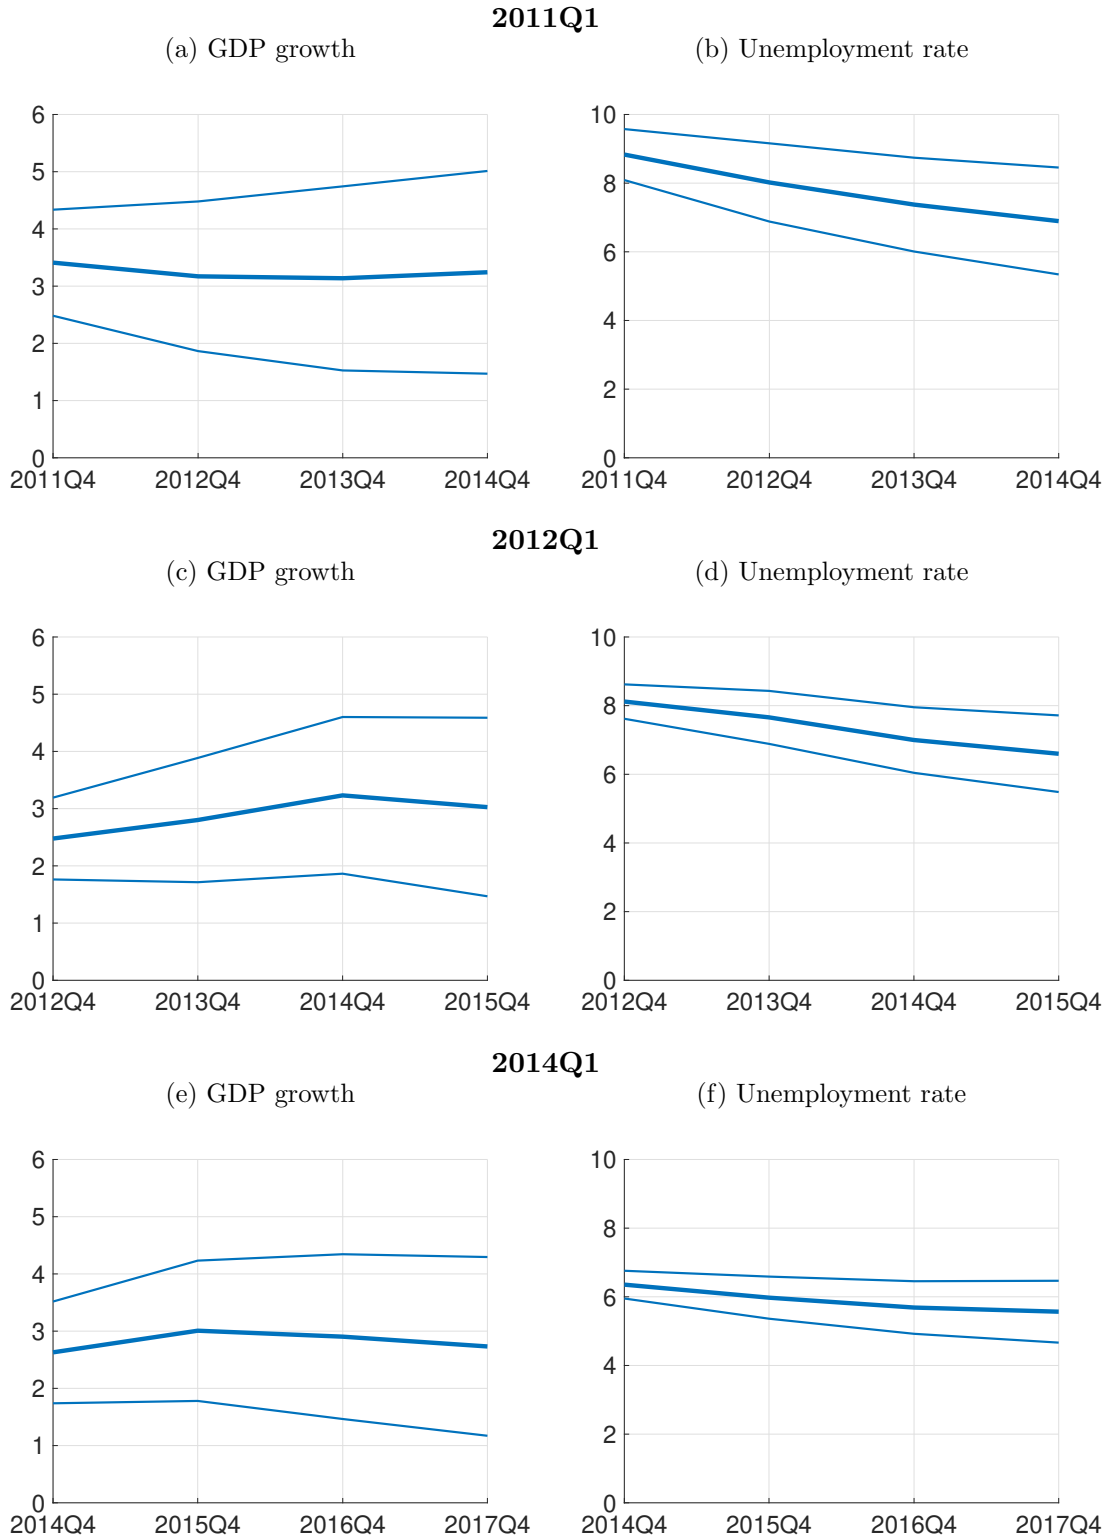 2011Q1
(a) GDP growth
(b) Unemployment rate
6
5
4
3
2
1
0
2011Q4 2012Q4 2013Q4 2014Q4
10
8
6
4
2
0
2011Q4 2012Q4 2013Q4 2014Q4
2012Q1
(c) GDP growth
(d) Unemployment rate
6
5
4
3
2
1
0
2012Q4 2013Q4 2014Q4 2015Q4
10
8
6
4
2
0
2012Q4 2013Q4 2014Q4 2015Q4
2014Q1
(e) GDP growth
(f) Unemployment rate
6
5
4
3
2
1
0
2014Q4 2015Q4 2016Q4 2017Q4
10
8
6
4
2
0
2014Q4 2015Q4 2016Q4 2017Q4